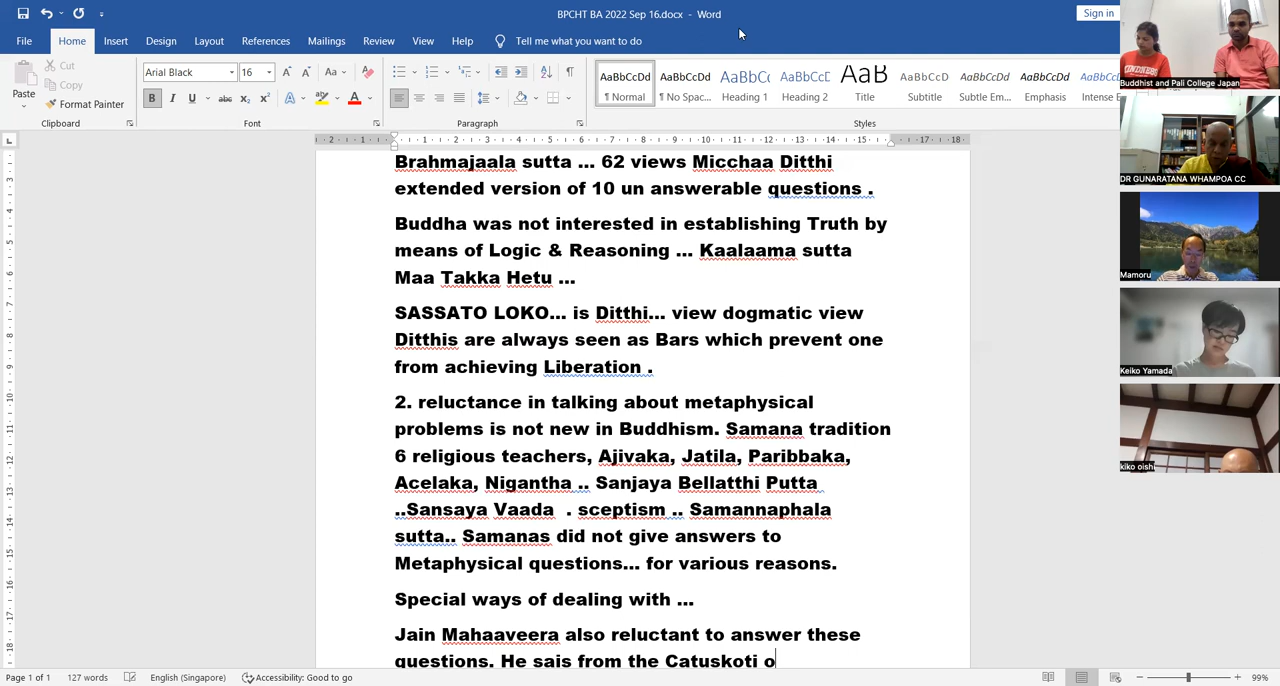 BPCHT BA 2022 Sep 16.docx - Word
Sign in
File Home Insert Design Layout References Mailings Review View Help Tell me what you want to do
Paste
Cut
Copy
Format Painter
Clipboard
Arial Black 16
Font
Paragraph
AaBbCcDd AaBbCcDd AaBbC AaBbCcD AaB AaBbCcDd AaBbCcDd AaBbCcDd AaBbCcDd
¶ Normal ¶ No Spac... Heading 1 Heading 2 Title Subtitle Subtle Em... Emphasis Intense E
Styles
Brahmajaala sutta ... 62 views Micchaa Ditthi
extended version of 10 un answerable questions .
Buddha was not interested in establishing Truth by
means of Logic & Reasoning ... Kaalaama sutta
Maa Takka Hetu ...
SASSATO LOKO... is Ditthi... view dogmatic view
Ditthis are always seen as Bars which prevent one
from achieving Liberation .
2. reluctance in talking about metaphysical
problems is not new in Buddhism. Samana tradition
6 religious teachers, Ajivaka, Jatila, Paribbaka,
Acelaka, Nigantha .. Sanjaya Bellatthi Putta
..Sansaya Vaada . sceptism .. Samannaphala
sutta.. Samanas did not give answers to
Metaphysical questions... for various reasons.
Special ways of dealing with ...
Jain Mahaaveera also reluctant to answer these
questions. He sais from the Catuskoti o
Buddhist and Pali College Japan
DR GUNARATANA WHAMPOA CC
Mamoru
Keiko Yamada
kiko oishi
Page 1 of 1 127 words English (Singapore) Accessibility: Good to go 99%